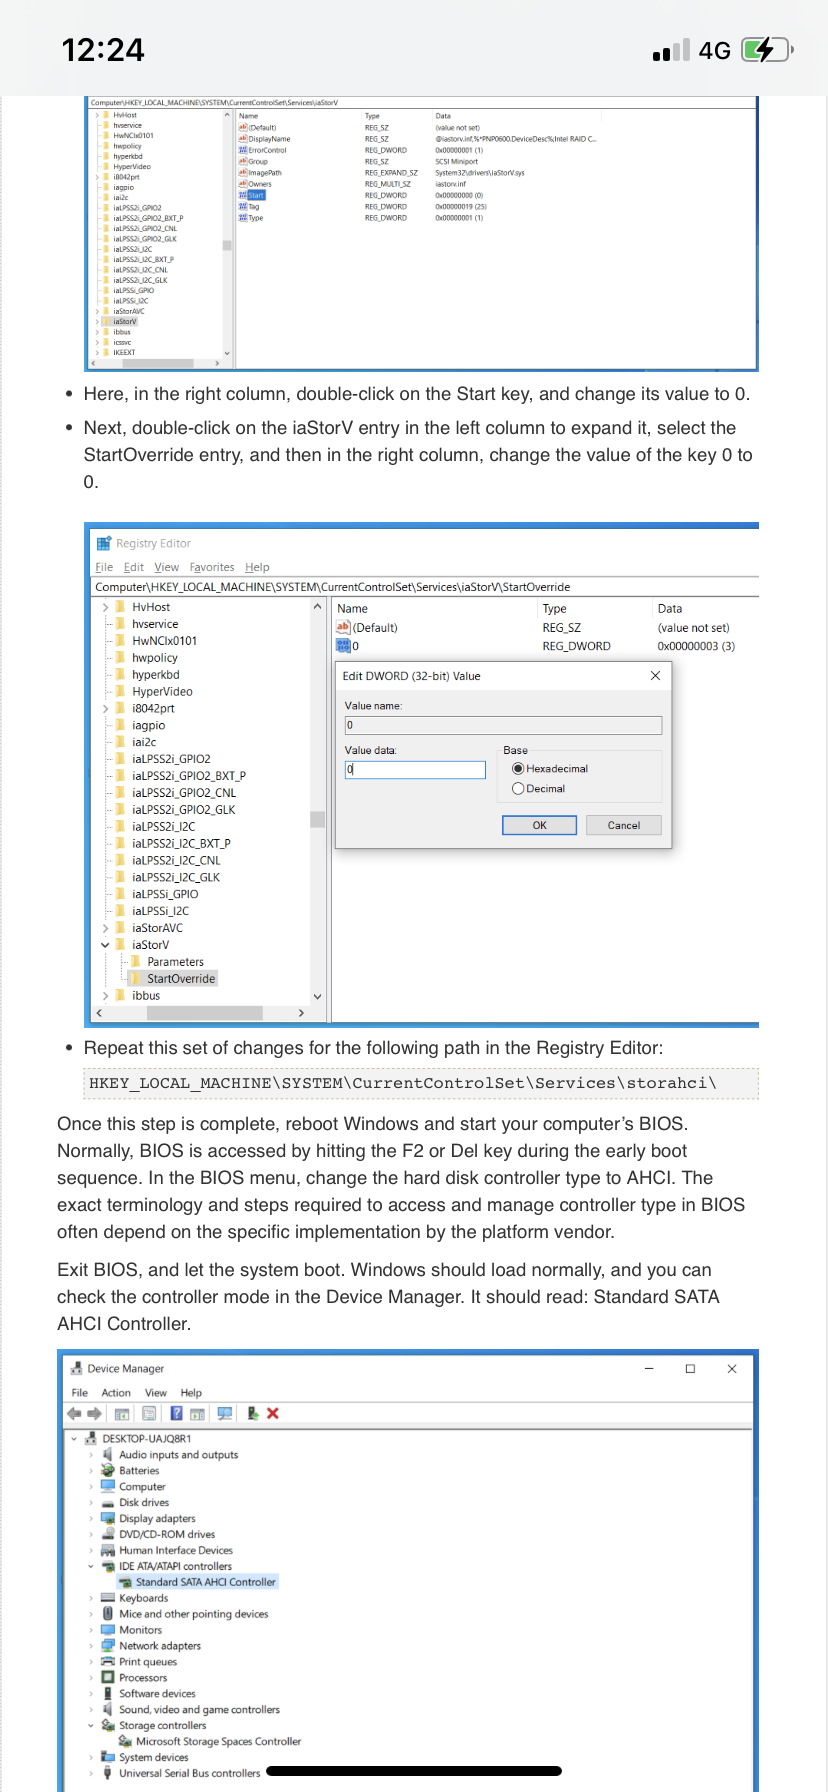 12:24
4G
Computer\HKEY_LOCAL_MACHINE\SYSTEM\CurrentControlSet\Services\iaStorV
HvHost
hvservice
HwNClx0101
hwpolicy
hyperkbd
HyperVideo
i8042prt
iagpio
iai2c
iaLPSS2i_GPIO2
iaLPSS2i_GPIO2_BXT_P
iaLPSS2i_GPIO2_CNL
iaLPSS2i_GPIO2_GLK
iaLPSS2i_I2C
iaLPSS2i_I2C_BXT_P
iaLPSS2i_I2C_CNL
iaLPSS2i_I2C_GLK
iaLPSSi_GPIO
iaLPSSi_I2C
iaStorAVC
iaStorV
ibbus
icssvc
IKEEXT
Name Type Data
(Default) REG_SZ (value not set)
DisplayName REG_SZ @iastorv.inf,%*PNP0600.DeviceDesc%;Intel RAID C...
ErrorControl REG_DWORD 0x00000001 (1)
Group REG_SZ SCSI Miniport
ImagePath REG_EXPAND_SZ System32\drivers\iaStorV.sys
Owners REG_MULTI_SZ iastorv.inf
Start REG_DWORD 0x00000000 (0)
Tag REG_DWORD 0x00000019 (25)
Type REG_DWORD 0x00000001 (1)
• Here, in the right column, double-click on the Start key, and change its value to 0.
• Next, double-click on the iaStorV entry in the left column to expand it, select the
StartOverride entry, and then in the right column, change the value of the key 0 to
0.
Registry Editor
File Edit View Favorites Help
Computer\HKEY_LOCAL_MACHINE\SYSTEM\CurrentControlSet\Services\iaStorV\StartOverride
HvHost
hvservice
HwNClx0101
hwpolicy
hyperkbd
HyperVideo
i8042prt
iagpio
iai2c
iaLPSS2i_GPIO2
iaLPSS2i_GPIO2_BXT_P
iaLPSS2i_GPIO2_CNL
iaLPSS2i_GPIO2_GLK
iaLPSS2i_I2C
iaLPSS2i_I2C_BXT_P
iaLPSS2i_I2C_CNL
iaLPSS2i_I2C_GLK
iaLPSSi_GPIO
iaLPSSi_I2C
iaStorAVC
iaStorV
Parameters
StartOverride
ibbus
Name Type Data
(Default) REG_SZ (value not set)
0 REG_DWORD 0x00000003 (3)
Edit DWORD (32-bit) Value
Value name:
0
Value data:
0
Base
Hexadecimal
Decimal
OK Cancel
• Repeat this set of changes for the following path in the Registry Editor:
HKEY_LOCAL_MACHINE\SYSTEM\CurrentControlSet\Services\storahci\
Once this step is complete, reboot Windows and start your computer’s BIOS.
Normally, BIOS is accessed by hitting the F2 or Del key during the early boot
sequence. In the BIOS menu, change the hard disk controller type to AHCI. The
exact terminology and steps required to access and manage controller type in BIOS
often depend on the specific implementation by the platform vendor.
Exit BIOS, and let the system boot. Windows should load normally, and you can
check the controller mode in the Device Manager. It should read: Standard SATA
AHCI Controller.
Device Manager
File Action View Help
DESKTOP-UAJQ8R1
Audio inputs and outputs
Batteries
Computer
Disk drives
Display adapters
DVD/CD-ROM drives
Human Interface Devices
IDE ATA/ATAPI controllers
Standard SATA AHCI Controller
Keyboards
Mice and other pointing devices
Monitors
Network adapters
Print queues
Processors
Software devices
Sound, video and game controllers
Storage controllers
Microsoft Storage Spaces Controller
System devices
Universal Serial Bus controllers